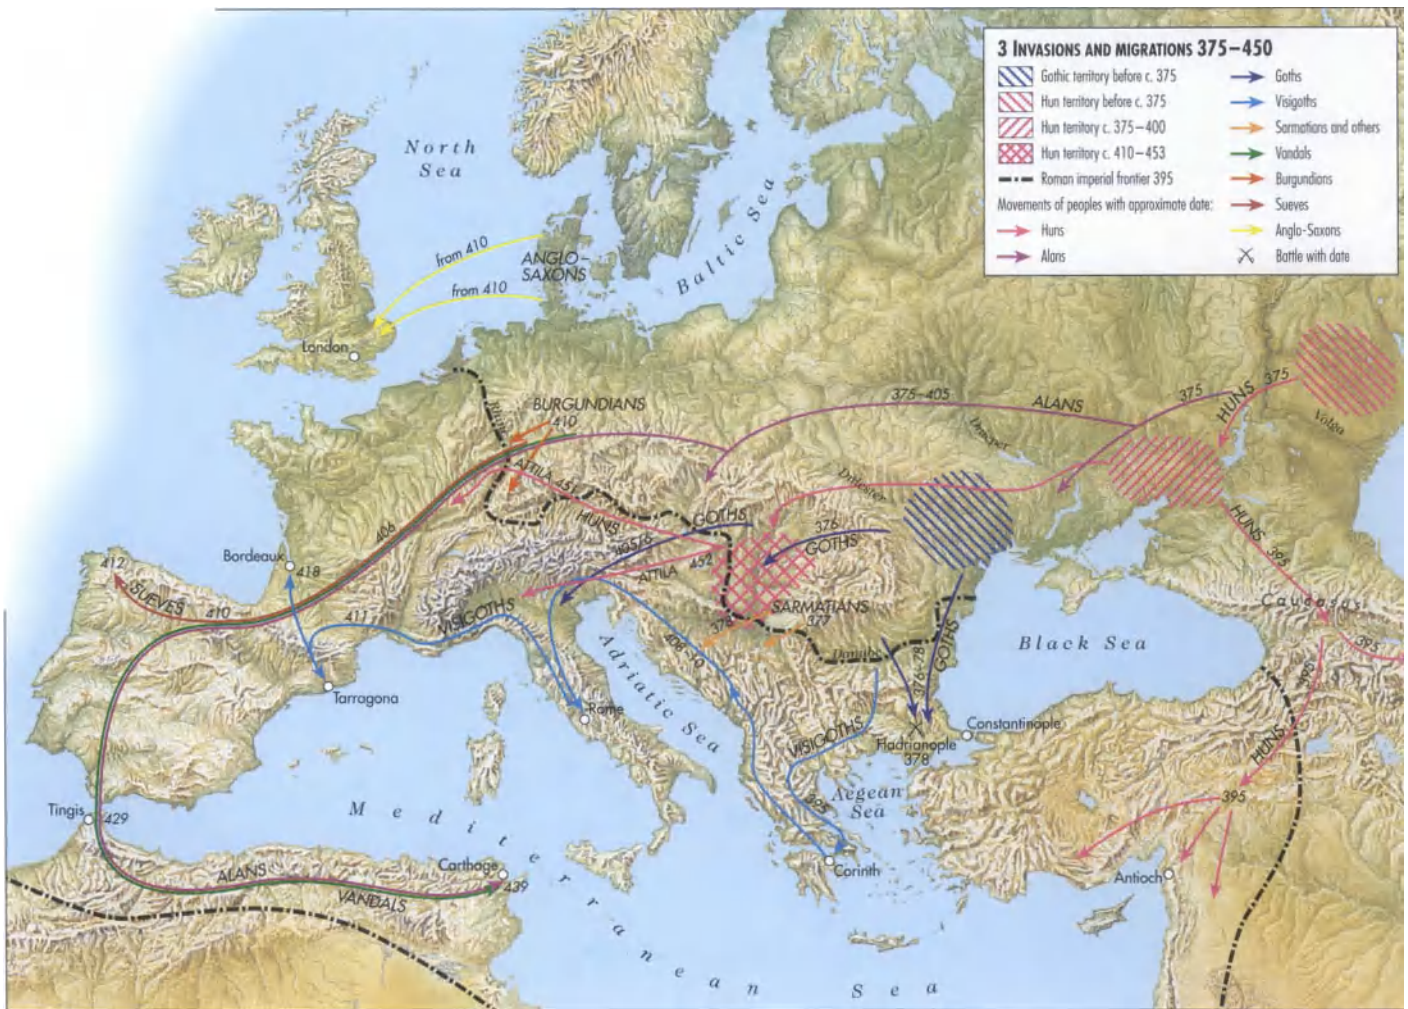 3 INVASIONS AND MIGRATIONS 375–450
Gothic territory before c. 375
Hun territory before c. 375
Hun territory c. 375–400
Hun territory c. 410–453
Roman imperial frontier 395
Movements of peoples with approximate date:
Huns
Alans
Goths
Visigoths
Sarmatians and others
Vandals
Burgundians
Sueves
Anglo-Saxons
Battle with date
North
Sea
Baltic Sea
from 410
ANGLO-
SAXONS
from 410
London
Rhine
BURGUNDIANS
410
375–405
ALANS
375
HUNS
375
Volga
Dnieper
Dniester
ATTILA 451
HUNS
GOTHS
405/6
376
GOTHS
HUNS
395
406
Bordeaux
418
ATTILA 452
412
SUEVES
410
411
VISIGOTHS
SARMATIANS
378
377
Danube
408–10
Caucasus
395
395
Black Sea
GOTHS
376–78
Adriatic Sea
Tarragona
Rome
VISIGOTHS
Hadrianople
378
Constantinople
HUNS
395
395
Aegean
Sea
Tingis
429
Mediterranean Sea
Carthage
439
ALANS
VANDALS
Corinth
Antioch